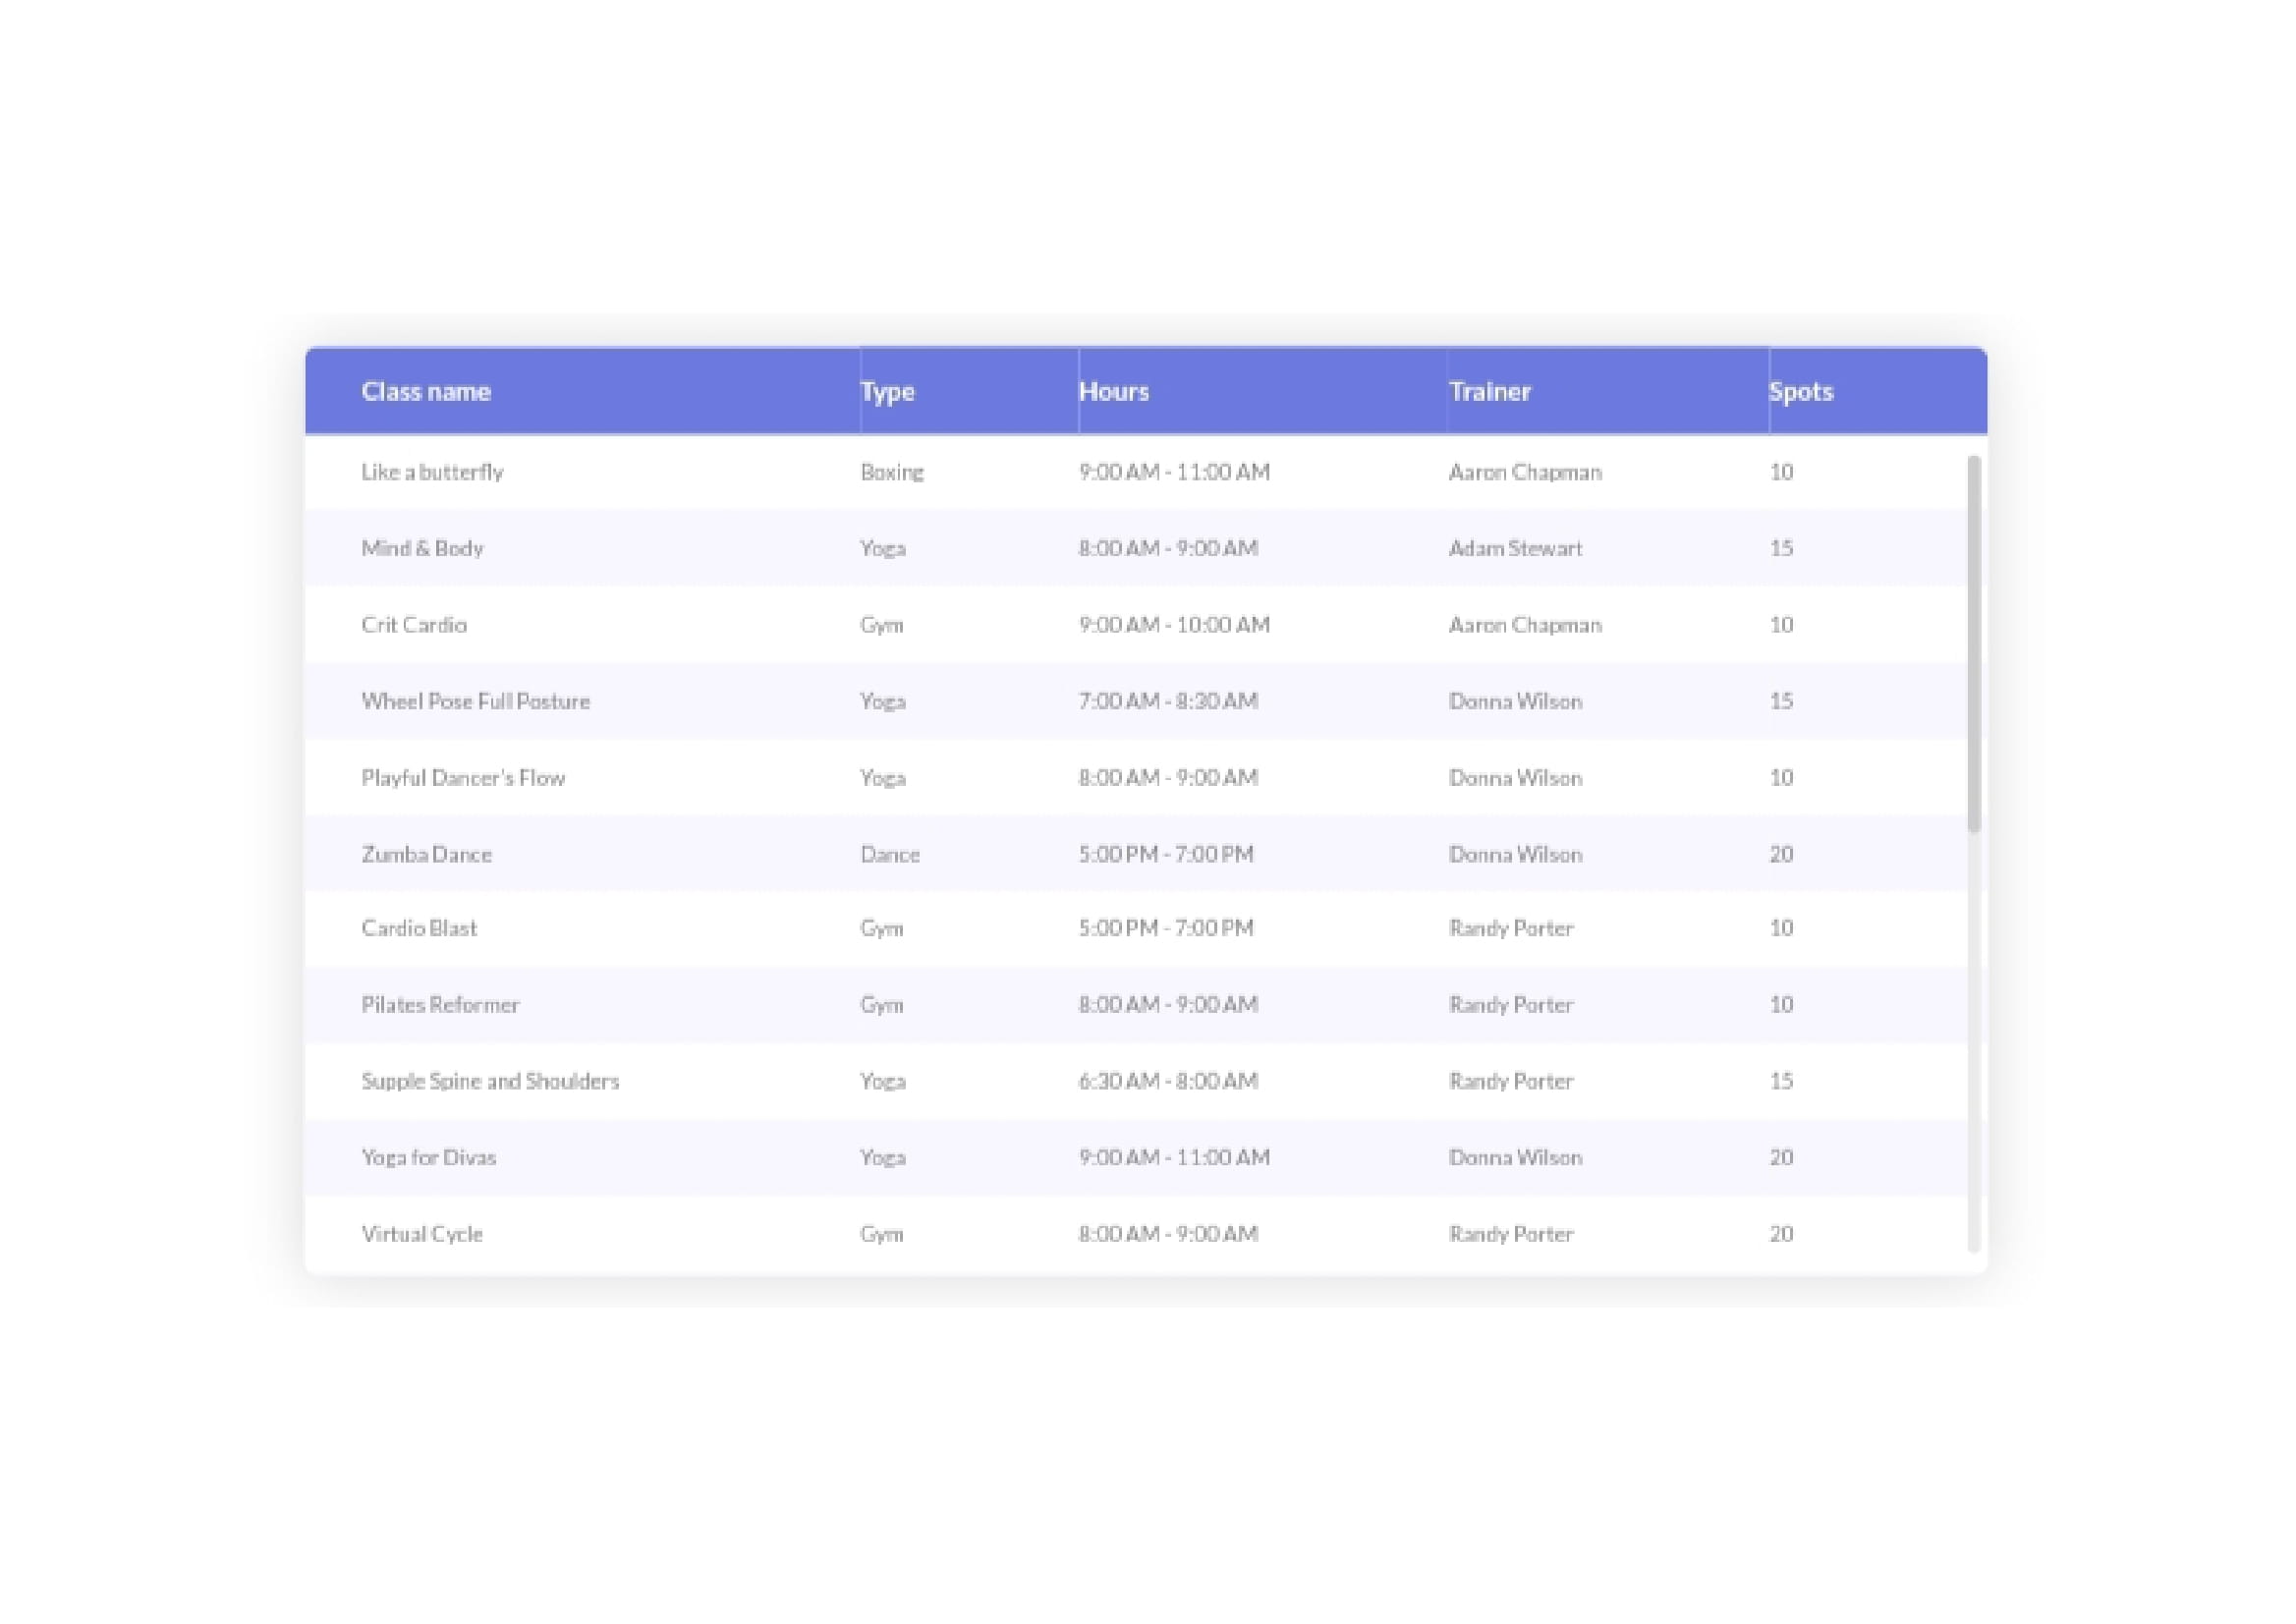 Class name Type Hours Trainer Spots
Like a butterfly Boxing 9:00 AM - 11:00 AM Aaron Chapman 10
Mind & Body Yoga 8:00 AM - 9:00 AM Adam Stewart 15
Crit Cardio Gym 9:00 AM - 10:00 AM Aaron Chapman 10
Wheel Pose Full Posture Yoga 7:00 AM - 8:30 AM Donna Wilson 15
Playful Dancer's Flow Yoga 8:00 AM - 9:00 AM Donna Wilson 10
Zumba Dance Dance 5:00 PM - 7:00 PM Donna Wilson 20
Cardio Blast Gym 5:00 PM - 7:00 PM Randy Porter 10
Pilates Reformer Gym 8:00 AM - 9:00 AM Randy Porter 10
Supple Spine and Shoulders Yoga 6:30 AM - 8:00 AM Randy Porter 15
Yoga for Divas Yoga 9:00 AM - 11:00 AM Donna Wilson 20
Virtual Cycle Gym 8:00 AM - 9:00 AM Randy Porter 20